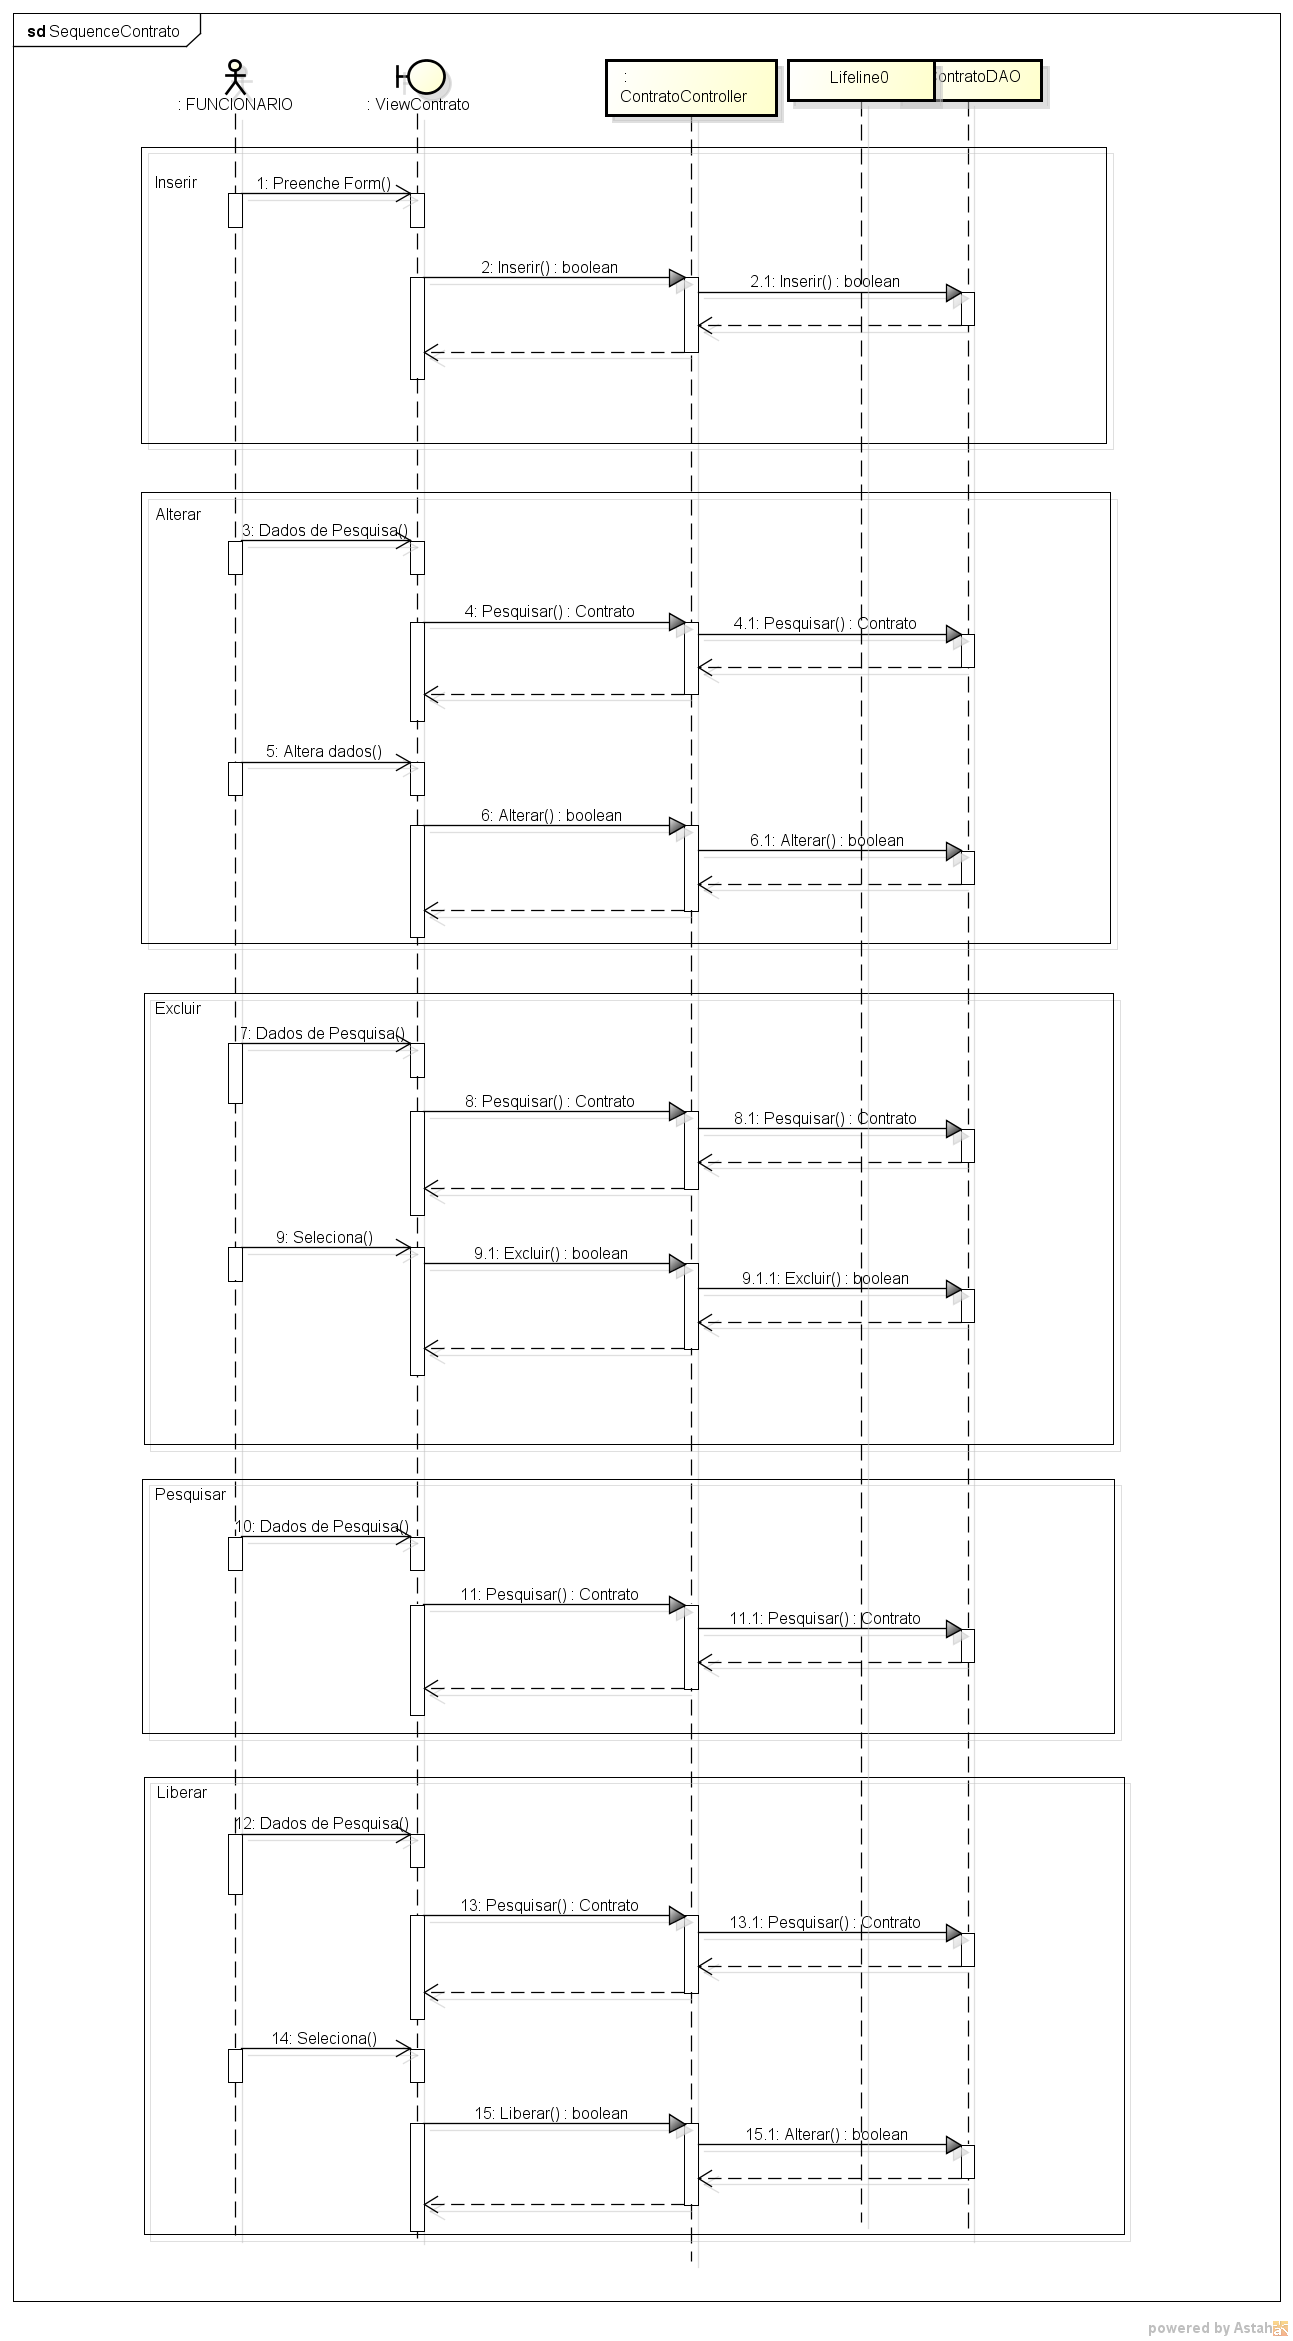 sd SequenceContrato
: FUNCIONARIO
: ViewContrato
:
ContratoController
Lifeline0
ontratoDAO
Inserir
1: Preenche Form()
2: Inserir() : boolean
2.1: Inserir() : boolean
Alterar
3: Dados de Pesquisa()
4: Pesquisar() : Contrato
4.1: Pesquisar() : Contrato
5: Altera dados()
6: Alterar() : boolean
6.1: Alterar() : boolean
Excluir
7: Dados de Pesquisa()
8: Pesquisar() : Contrato
8.1: Pesquisar() : Contrato
9: Seleciona()
9.1: Excluir() : boolean
9.1.1: Excluir() : boolean
Pesquisar
10: Dados de Pesquisa()
11: Pesquisar() : Contrato
11.1: Pesquisar() : Contrato
Liberar
12: Dados de Pesquisa()
13: Pesquisar() : Contrato
13.1: Pesquisar() : Contrato
14: Seleciona()
15: Liberar() : boolean
15.1: Alterar() : boolean
powered by Astah